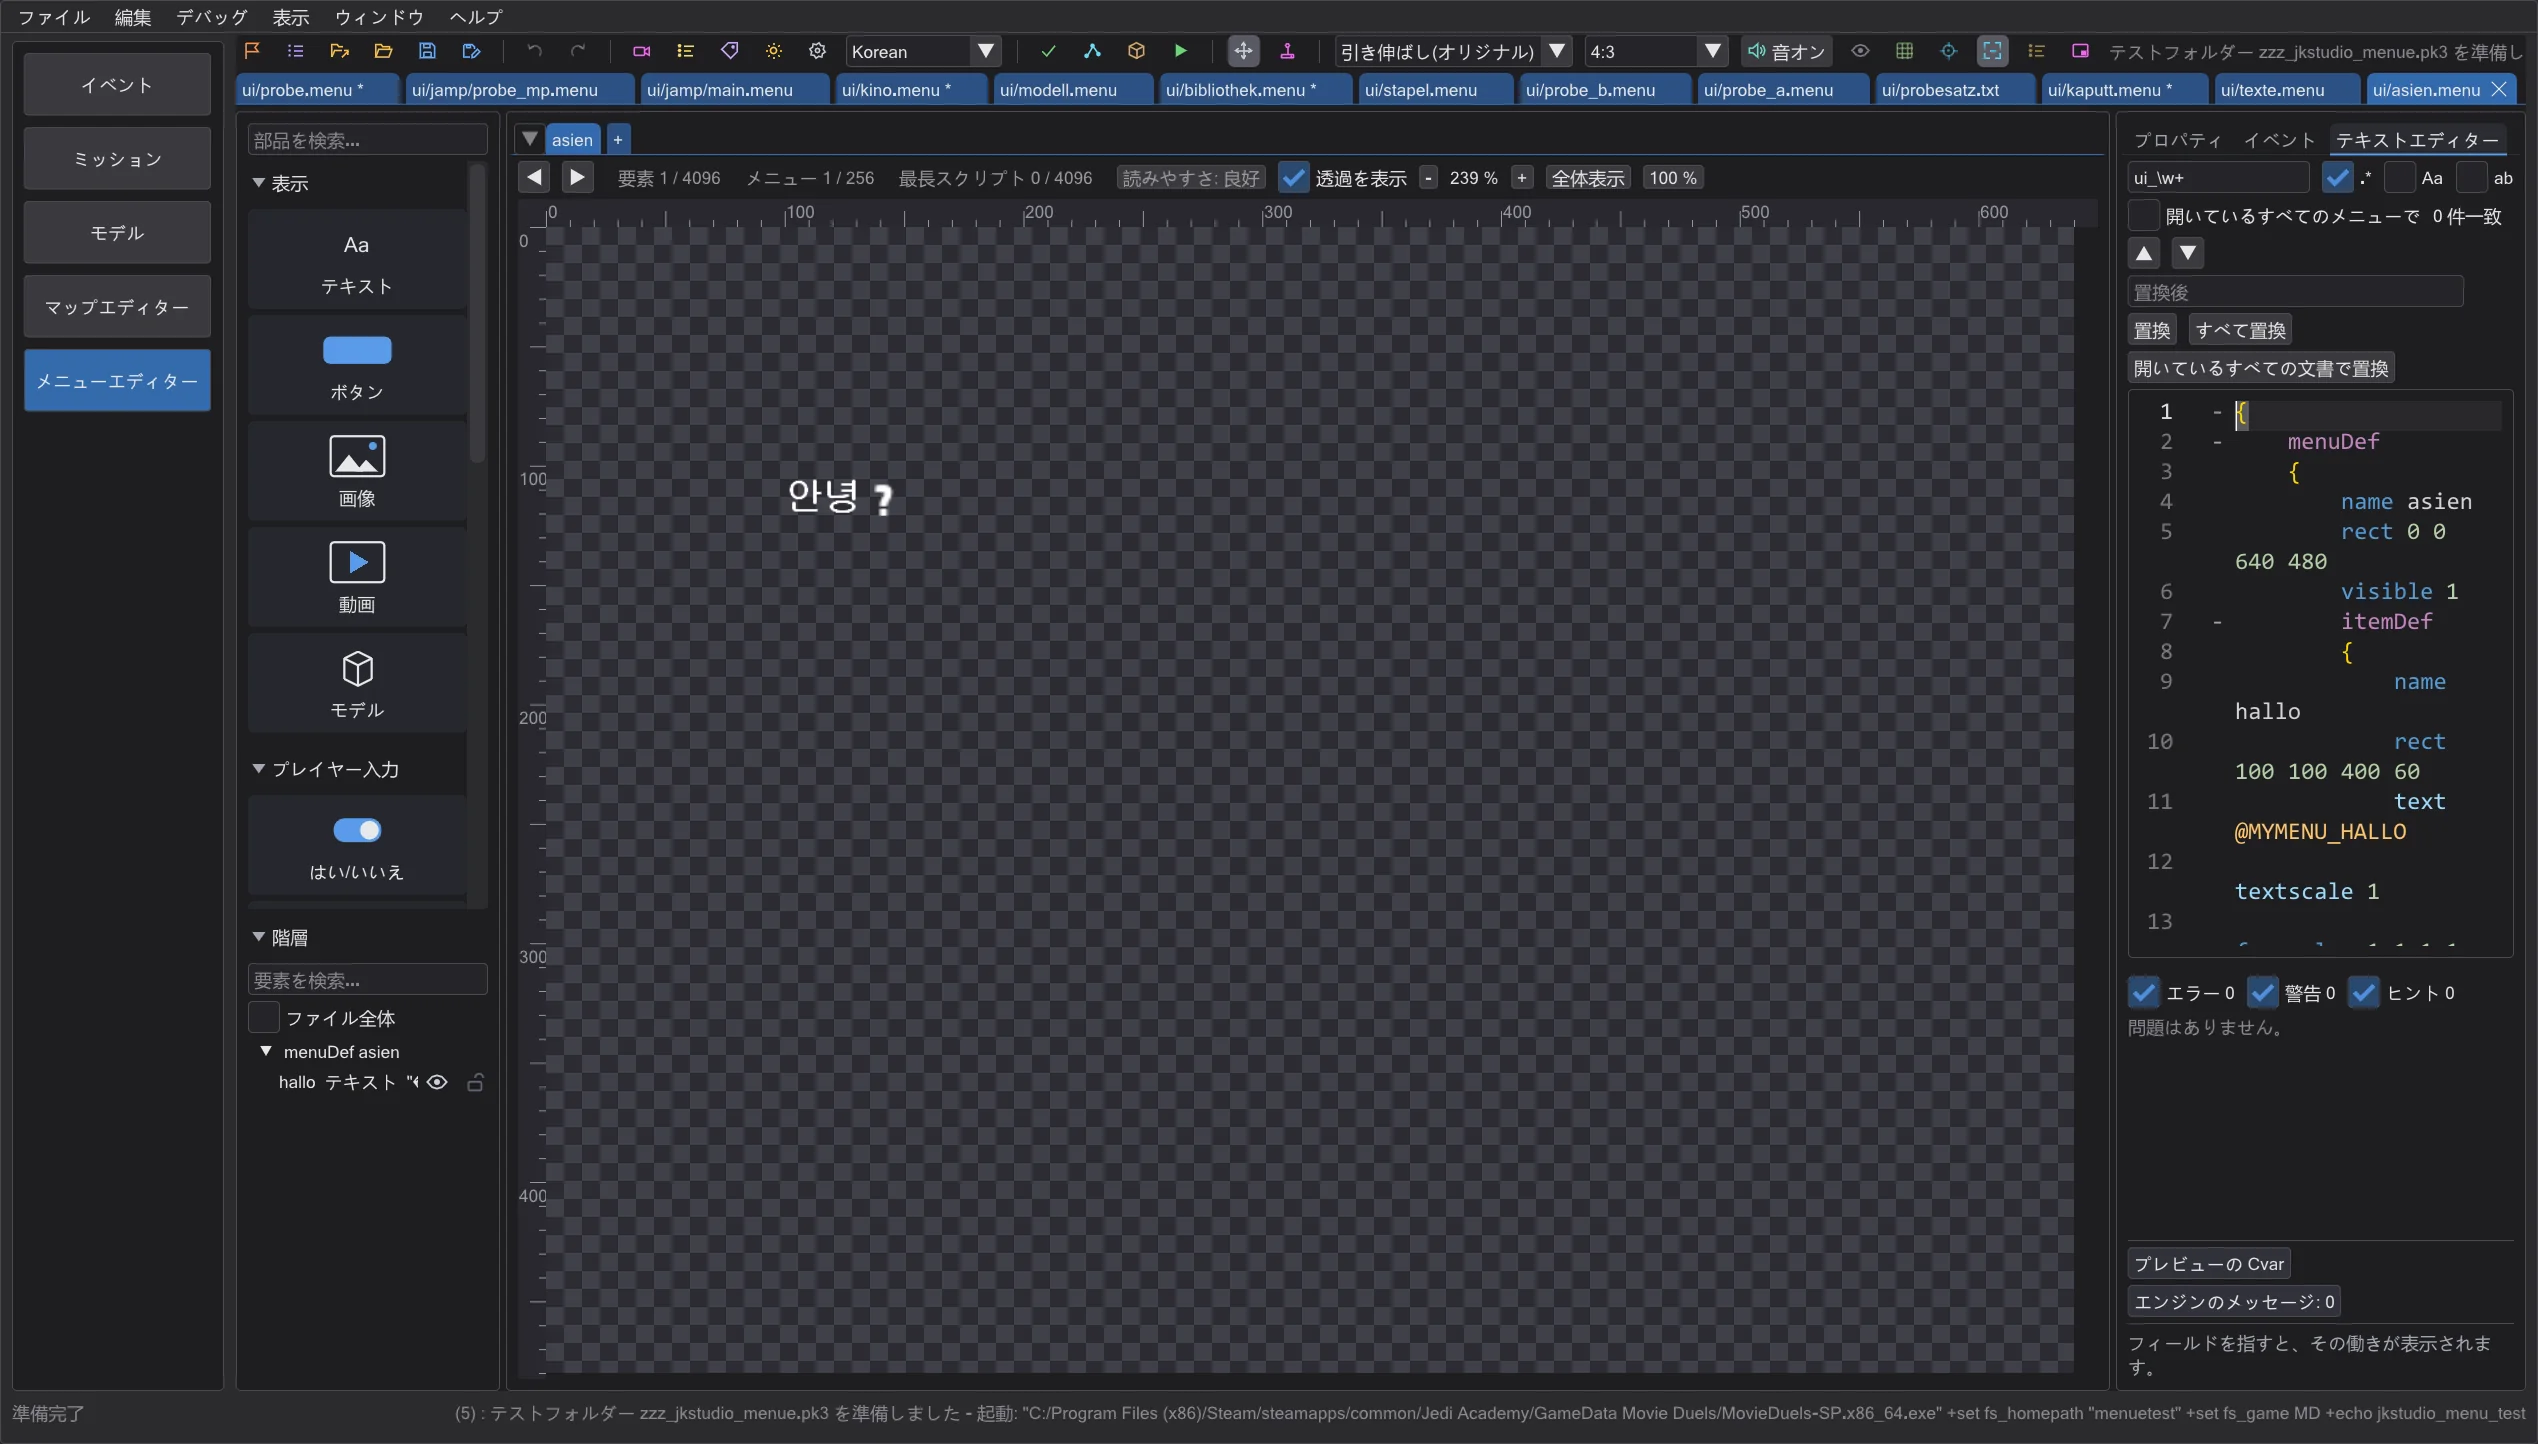 ファイル 編集 デバッグ 表示 ウィンドウ ヘルプ
Korean 引き伸ばし(オリジナル) 4:3 音オン テストフォルダー zzz_jkstudio_menue.pk3 を準備し
イベント
ミッション
モデル
マップエディター
メニューエディター
ui/probe.menu * ui/jamp/probe_mp.menu ui/jamp/main.menu ui/kino.menu * ui/modell.menu ui/bibliothek.menu * ui/stapel.menu ui/probe_b.menu ui/probe_a.menu ui/probesatz.txt ui/kaputt.menu * ui/texte.menu ui/asien.menu
部品を検索...
表示
Aa
テキスト
ボタン
画像
動画
モデル
プレイヤー入力
はい/いいえ
階層
要素を検索...
ファイル全体
menuDef asien
hallo テキスト
asien +
要素 1 / 4096 メニュー 1 / 256 最長スクリプト 0 / 4096 読みやすさ: 良好 透過を表示 - 239 % + 全体表示 100 %
0 100 200 300 400 500 600
0
100
200
300
400
안녕 ?
プロパティ イベント テキストエディター
ui_\w+ .* Aa ab
開いているすべてのメニューで 0 件一致
置換後
置換 すべて置換
開いているすべての文書で置換
1 - {
2 - menuDef
3 {
4 name asien
5 rect 0 0
640 480
6 visible 1
7 - itemDef
8 {
9 name
hallo
10 rect
100 100 400 60
11 text
@MYMENU_HALLO
12
textscale 1
13
エラー 0 警告 0 ヒント 0
問題はありません。
プレビューの Cvar
エンジンのメッセージ: 0
フィールドを指すと、その働きが表示されま
す。
準備完了 (5) : テストフォルダー zzz_jkstudio_menue.pk3 を準備しました - 起動: "C:/Program Files (x86)/Steam/steamapps/common/Jedi Academy/GameData Movie Duels/MovieDuels-SP.x86_64.exe" +set fs_homepath "menuetest" +set fs_game MD +echo jkstudio_menu_test